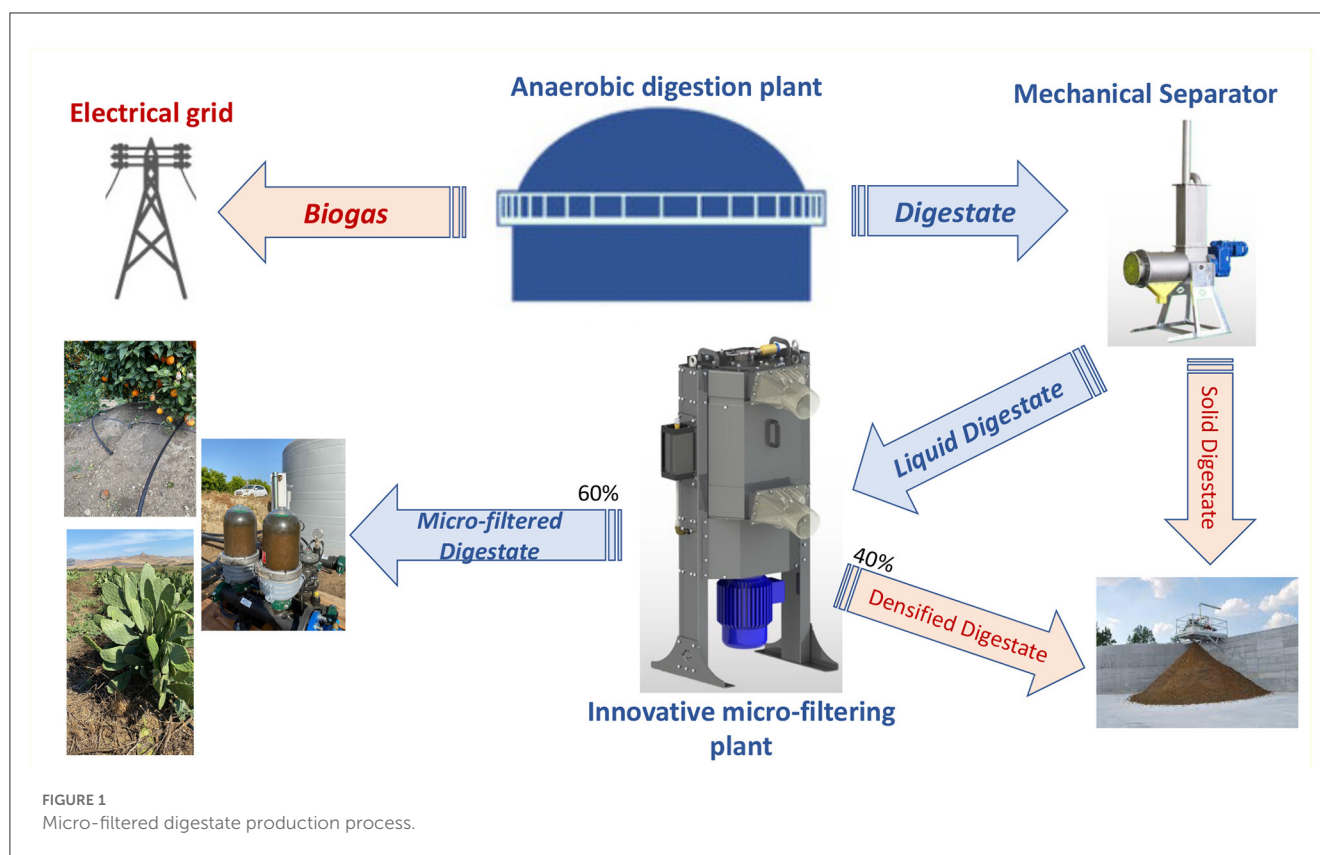 Anaerobic digestion plant
Mechanical Separator
Electrical grid
Biogas
Digestate
Liquid Digestate
Solid Digestate
60%
Micro-filtered
Digestate
40%
Densified Digestate
Innovative micro-filtering
plant
FIGURE 1
Micro-filtered digestate production process.